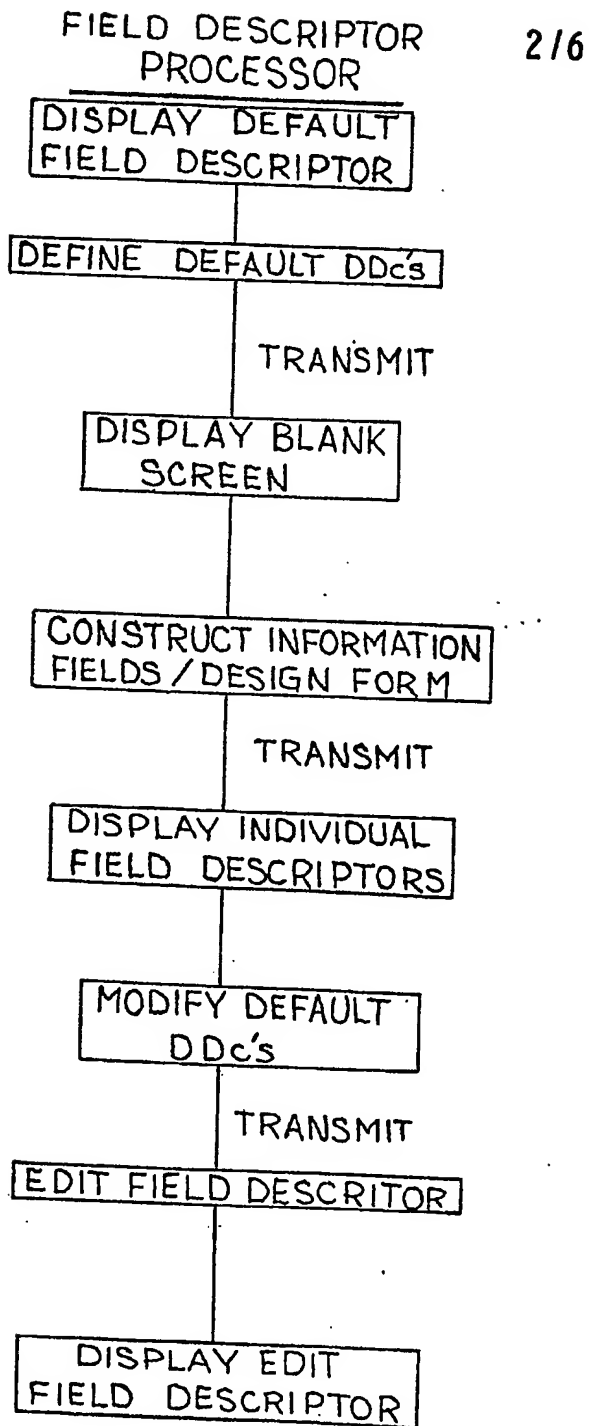 FIELD DESCRIPTOR
PROCESSOR
2/6
DISPLAY DEFAULT
FIELD DESCRIPTOR
DEFINE DEFAULT DDc's
TRANSMIT
DISPLAY BLANK
SCREEN
CONSTRUCT INFORMATION
FIELDS/DESIGN FORM
TRANSMIT
DISPLAY INDIVIDUAL
FIELD DESCRIPTORS
MODIFY DEFAULT
DDc's
TRANSMIT
EDIT FIELD DESCRITOR
DISPLAY EDIT
FIELD DESCRIPTOR